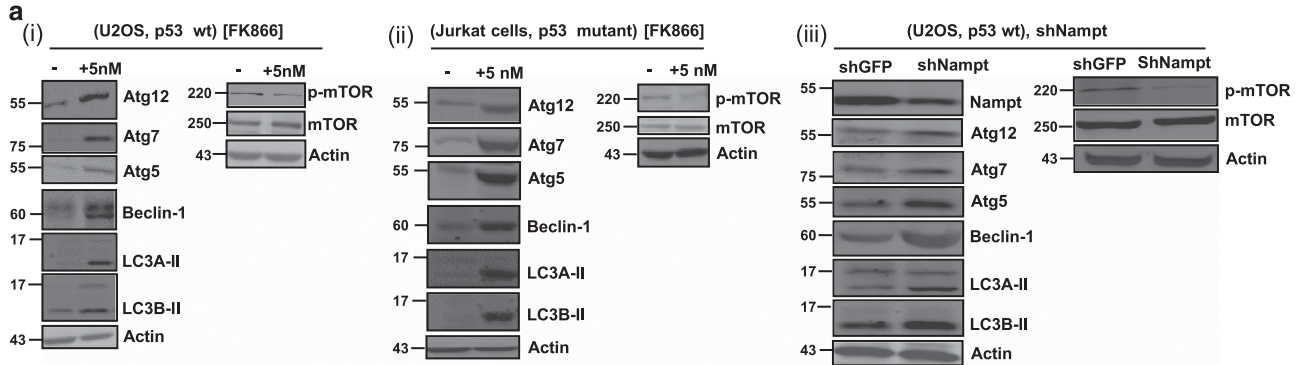 a
(i)
(U2OS, p53 wt) [FK866]
- +5nM
55 Atg12
75 Atg7
55 Atg5
60 Beclin-1
17 LC3A-II
17 LC3B-II
43 Actin
- +5nM
220 p-mTOR
250 mTOR
43 Actin
(ii)
(Jurkat cells, p53 mutant) [FK866]
- +5 nM
55 Atg12
75 Atg7
55 Atg5
60 Beclin-1
17 LC3A-II
17 LC3B-II
43 Actin
- +5 nM
220 p-mTOR
250 mTOR
43 Actin
(iii)
(U2OS, p53 wt), shNampt
shGFP shNampt
55 Nampt
55 Atg12
75 Atg7
55 Atg5
60 Beclin-1
17 LC3A-II
17 LC3B-II
43 Actin
shGFP ShNampt
220 p-mTOR
250 mTOR
43 Actin